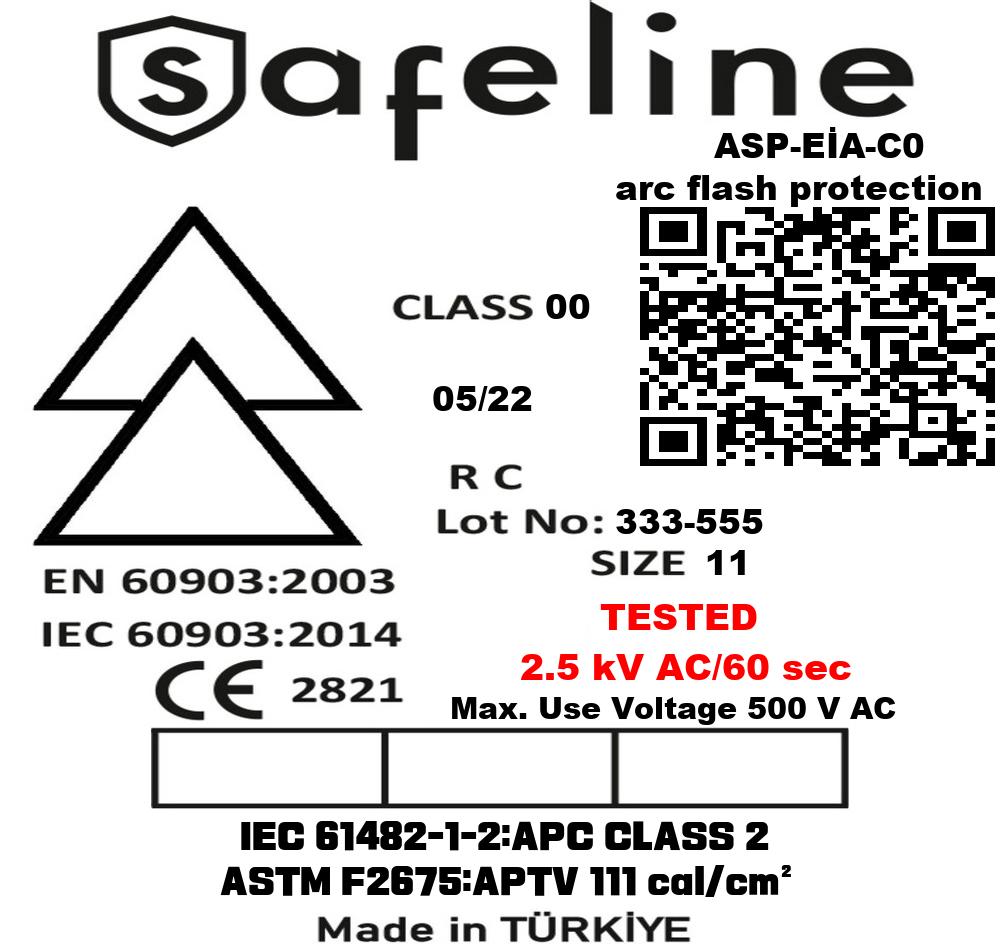 safeline
ASP-EİA-C0
arc flash protection
CLASS 00
05/22
R C
Lot No: 333-555
SIZE 11
EN 60903:2003
IEC 60903:2014
TESTED
2.5 kV AC/60 sec
CE 2821
Max. Use Voltage 500 V AC
IEC 61482-1-2:APC CLASS 2
ASTM F2675:APTV 111 cal/cm²
Made in TÜRKİYE